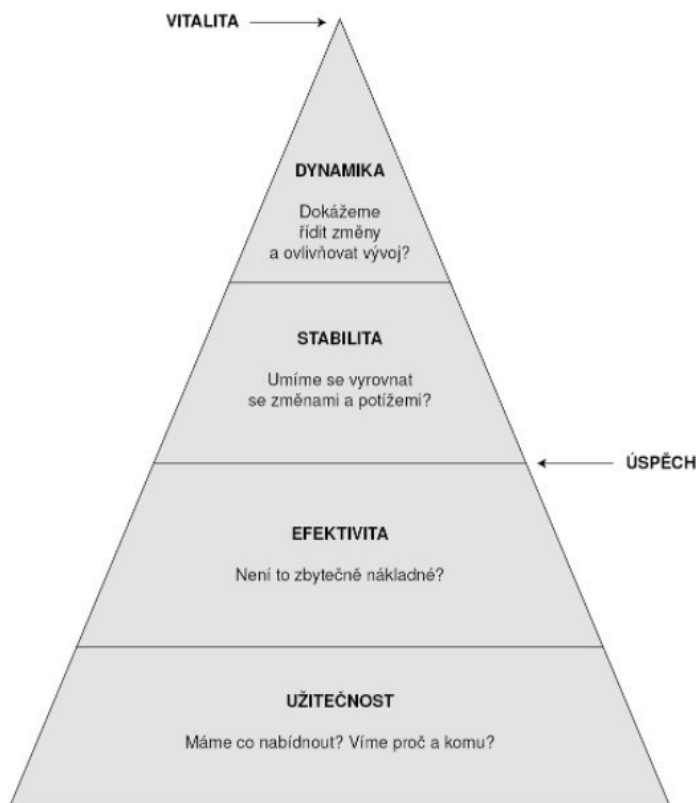 VITALITA
DYNAMIKA
Dokážeme
řídit změny
a ovlivňovat vývoj?
STABILITA
Umíme se vyrovnat
se změnami a potížemi?
ÚSPĚCH
EFEKTIVITA
Není to zbytečně nákladné?
UŽITEČNOST
Máme co nabídnout? Víme proč a komu?